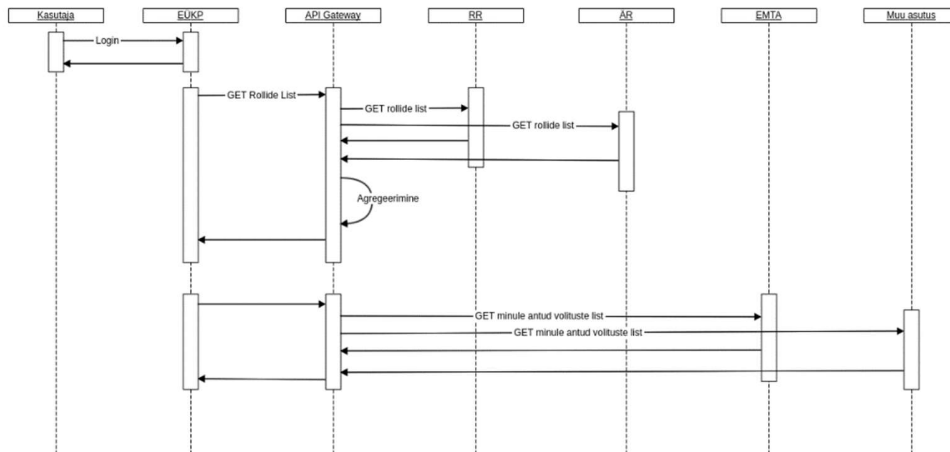 Kasutaja
EÜKP
API Gateway
RR
ÄR
EMTA
Muu asutus
Login
GET Rollide List
GET rollide list
GET rollide list
Agregeerimine
GET minule antud volituste list
GET minule antud volituste list